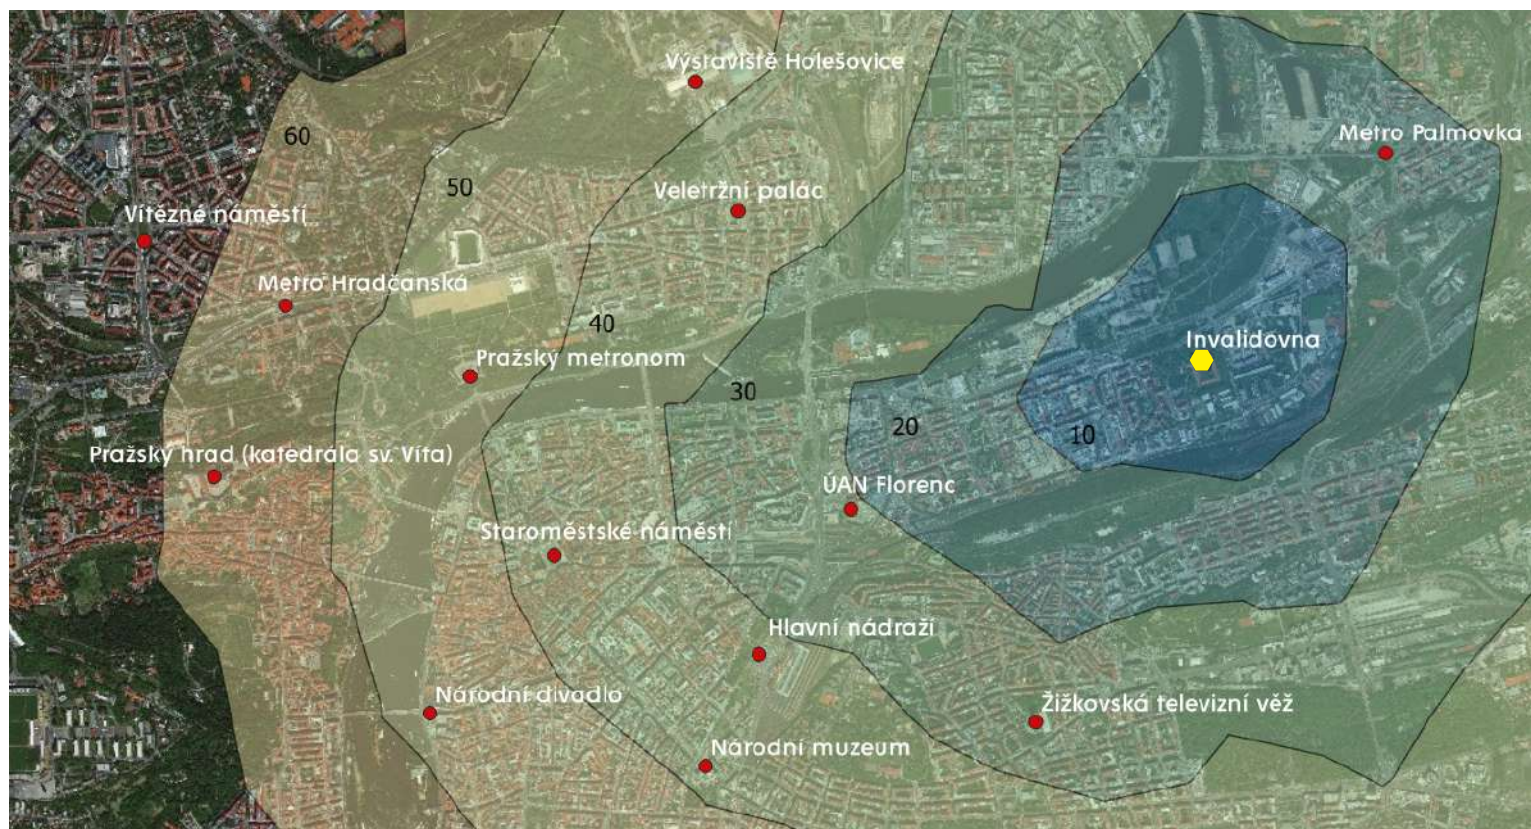 Výstaviště Holešovice
60
Metro Palmovka
50
Veletržní palác
Vítězné náměstí
Metro Hradčanská
40
Invalidovna
Pražský metronom
30
20
10
Pražský hrad (katedrála sv. Víta)
ÚAN Florenc
Staroměstské náměstí
Hlavní nádraží
Národní divadlo
Žižkovská televizní věž
Národní muzeum